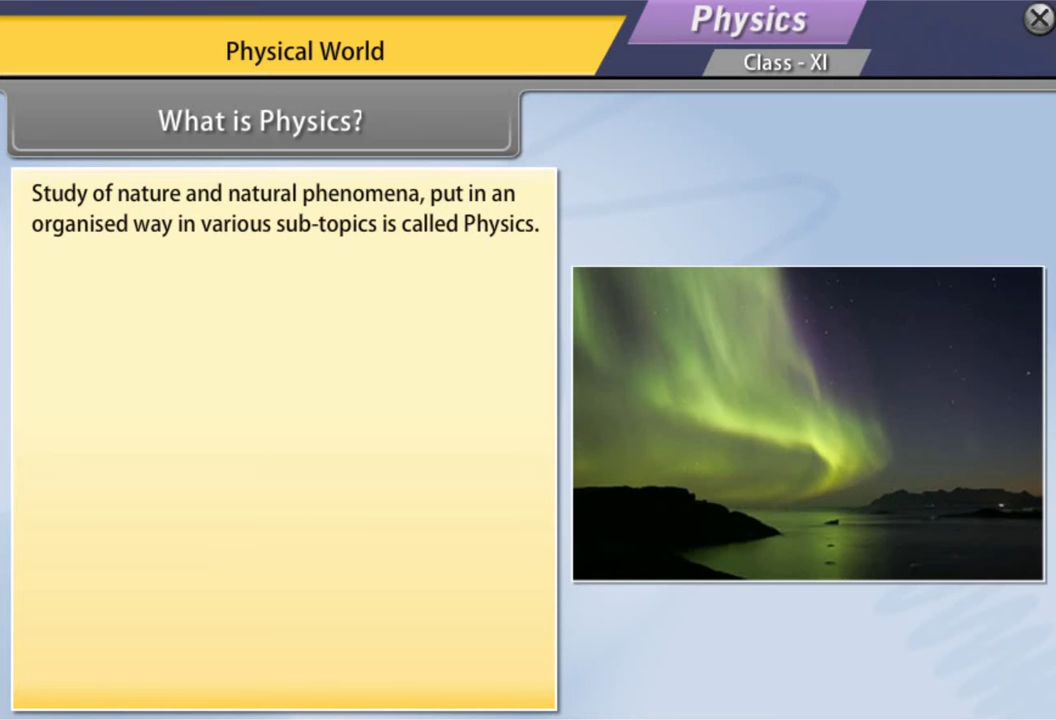 Physics
Physical World
Class - XI
What is Physics?
Study of nature and natural phenomena, put in an
organised way in various sub-topics is called Physics.